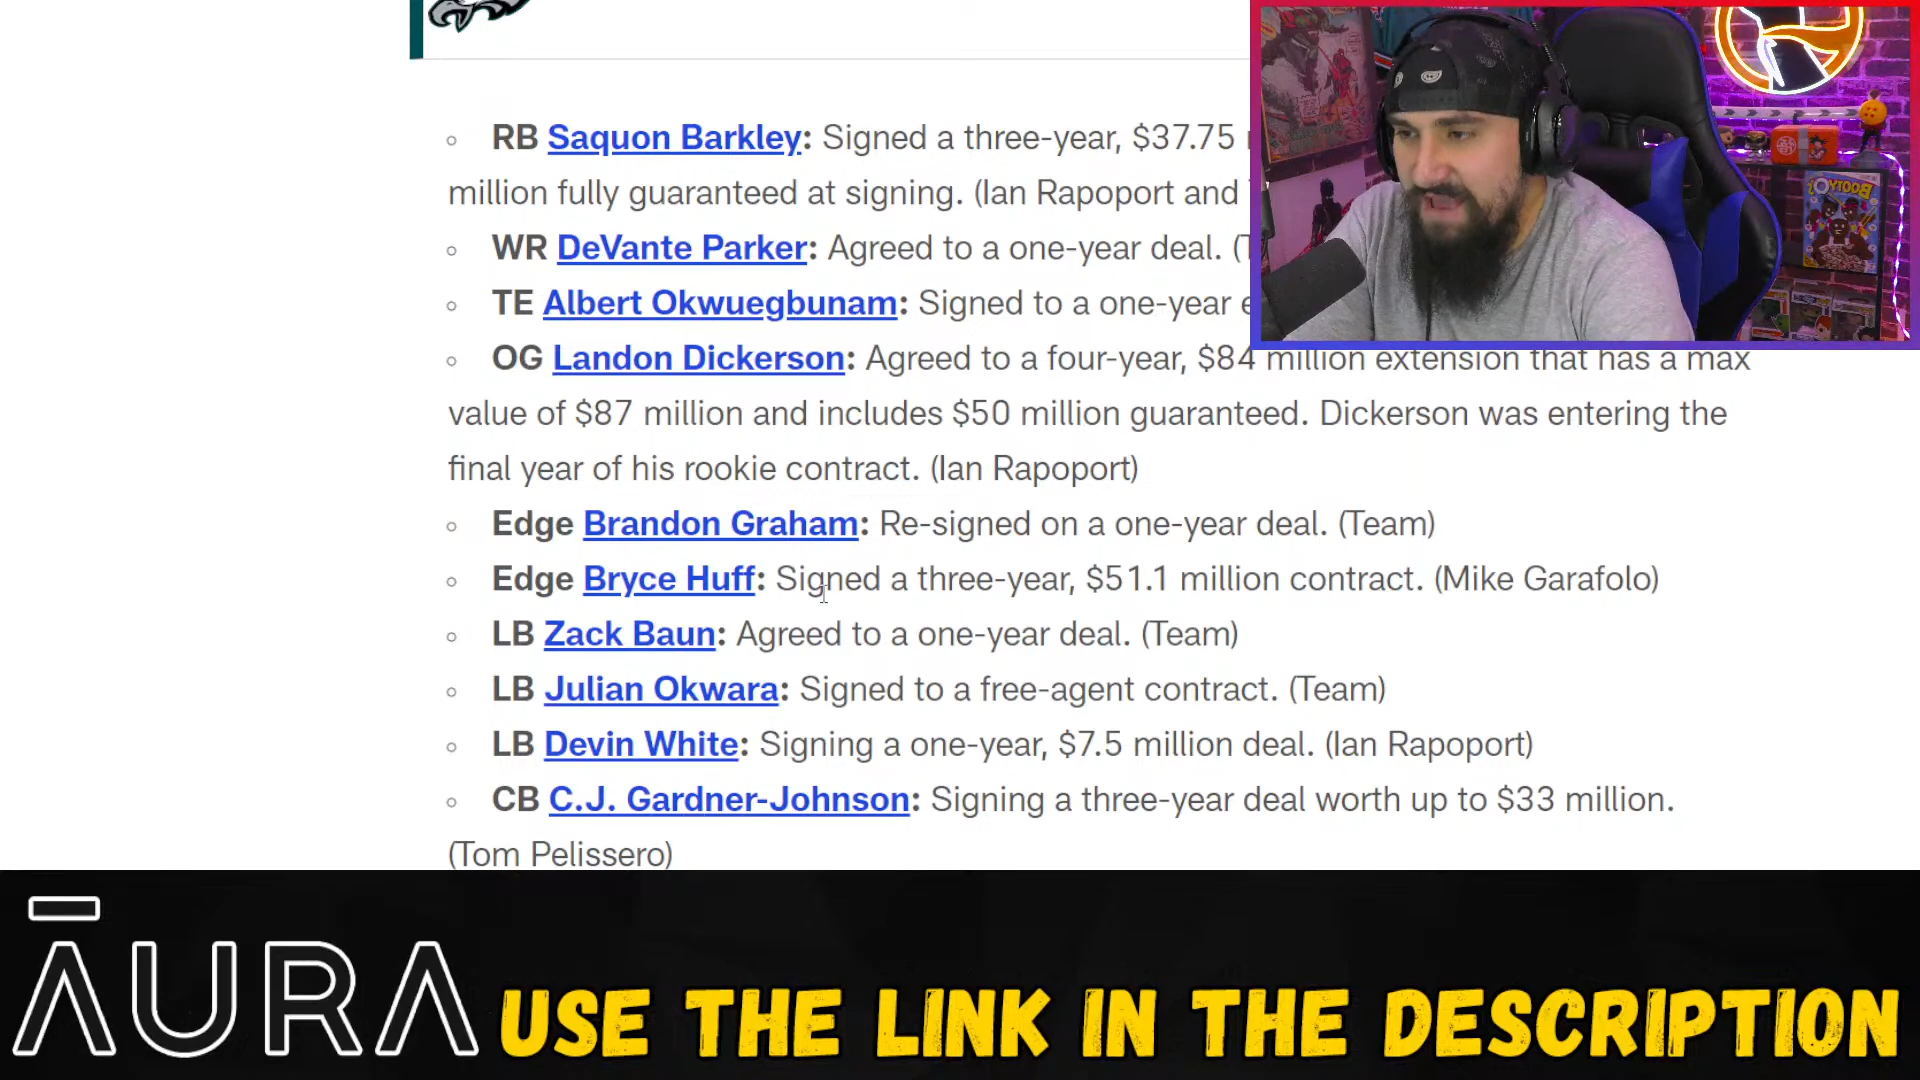 RB Saquon Barkley: Signed a three-year, $37.75
million fully guaranteed at signing. (Ian Rapoport and
WR DeVante Parker: Agreed to a one-year deal.
TE Albert Okwuegbunam: Signed to a one-year
OG Landon Dickerson: Agreed to a four-year, $84 million extension that has a max
value of $87 million and includes $50 million guaranteed. Dickerson was entering the
final year of his rookie contract. (Ian Rapoport)
Edge Brandon Graham: Re-signed on a one-year deal. (Team)
Edge Bryce Huff: Signed a three-year, $51.1 million contract. (Mike Garafolo)
LB Zack Baun: Agreed to a one-year deal. (Team)
LB Julian Okwara: Signed to a free-agent contract. (Team)
LB Devin White: Signing a one-year, $7.5 million deal. (Ian Rapoport)
CB C.J. Gardner-Johnson: Signing a three-year deal worth up to $33 million.
(Tom Pelissero)
ĀURA USE THE LINK IN THE DESCRIPTION